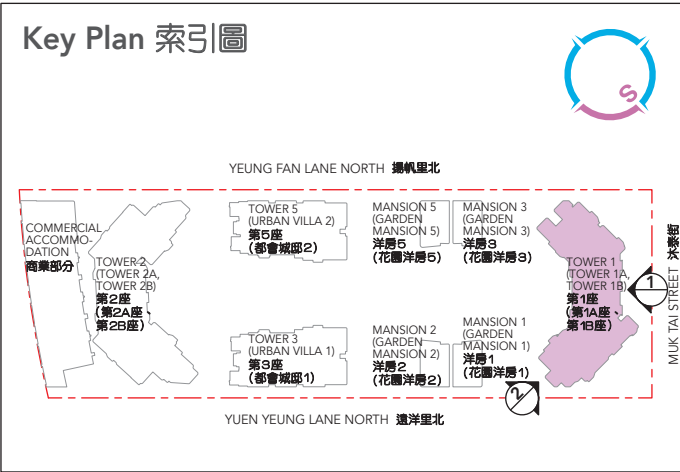 Key Plan 索引圖
S
YEUNG FAN LANE NORTH 揚帆里北
COMMERCIAL
ACCOMMO-
DATION
商業部分
TOWER 2
(TOWER 2A,
TOWER 2B)
第2座
(第2A座、
第2B座)
TOWER 5
(URBAN VILLA 2)
第5座
(都會城邸2)
MANSION 5
(GARDEN
MANSION 5)
洋房5
(花園洋房5)
MANSION 3
(GARDEN
MANSION 3)
洋房3
(花園洋房3)
TOWER 1
(TOWER 1A,
TOWER 1B)
第1座
(第1A座、
第1B座)
1
MUK TAI STREET 沐泰街
TOWER 3
(URBAN VILLA 1)
第3座
(都會城邸1)
MANSION 2
(GARDEN
MANSION 2)
洋房2
(花園洋房2)
MANSION 1
(GARDEN
MANSION 1)
洋房1
(花園洋房1)
2
YUEN YEUNG LANE NORTH 遠洋里北